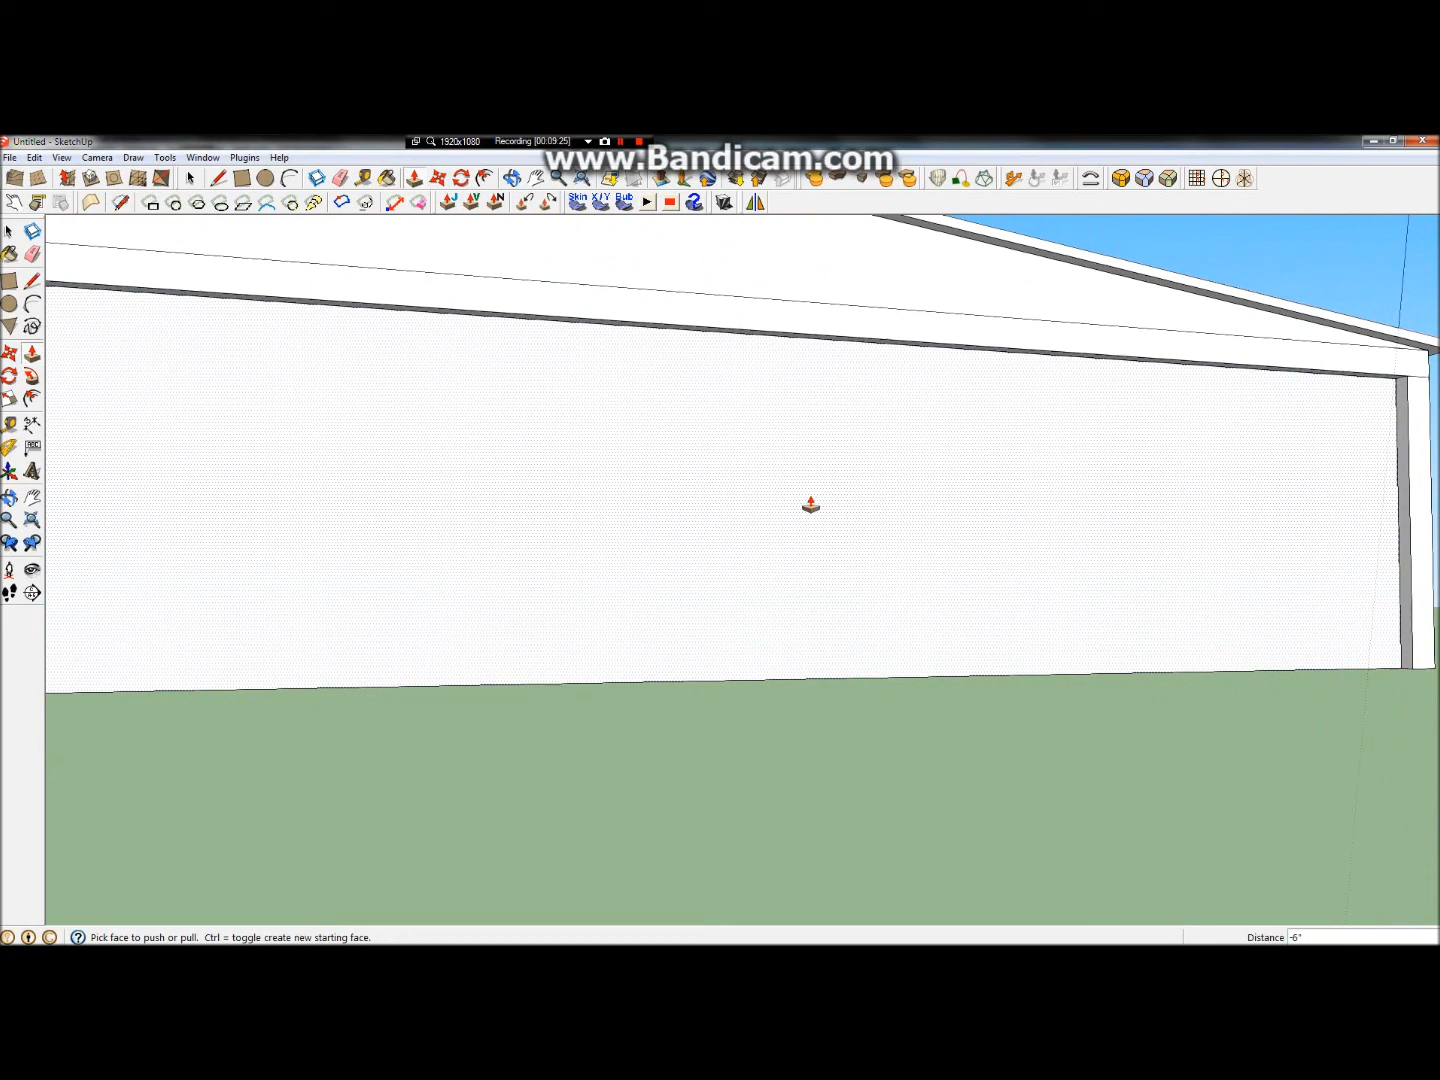 Untitled - SketchUp
1920x1080 Recording [00:09:25]
www.Bandicam.com
File Edit View Camera Draw Tools Window Plugins Help
Skin X/Y Bub
ABC
Pick face to push or pull. Ctrl = toggle create new starting face.
Distance -6"